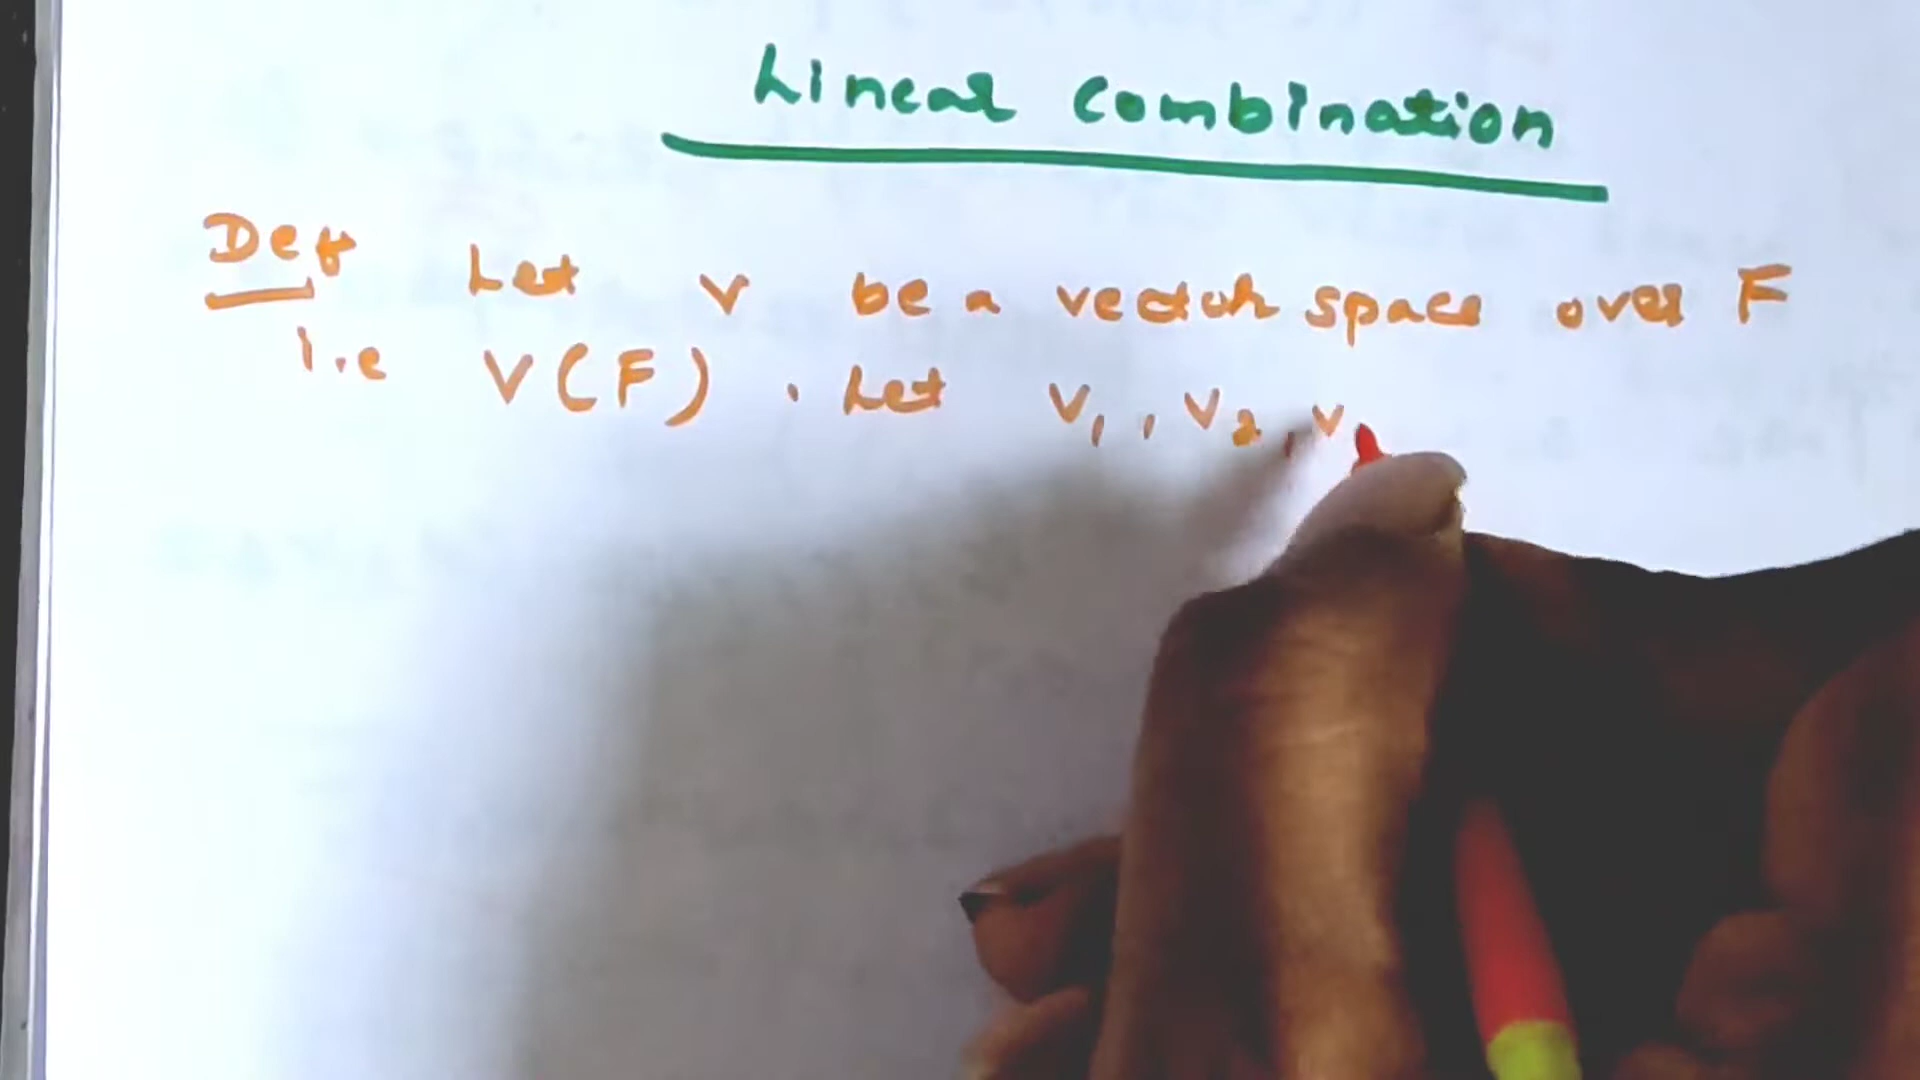 Linear Combination
Def Let V be a vector space over F
i.e V(F). Let V₁, V₂, V